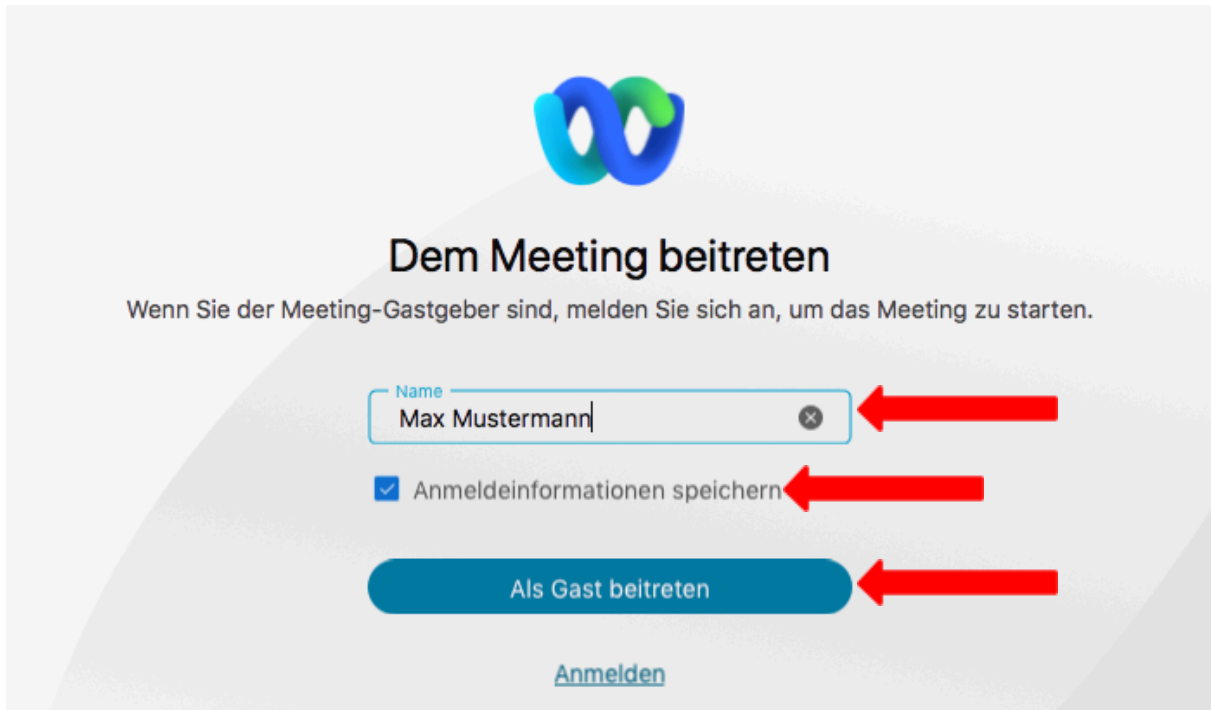 Dem Meeting beitreten
Wenn Sie der Meeting-Gastgeber sind, melden Sie sich an, um das Meeting zu starten.
Name
Max Mustermann
Anmeldeinformationen speichern
Als Gast beitreten
Anmelden